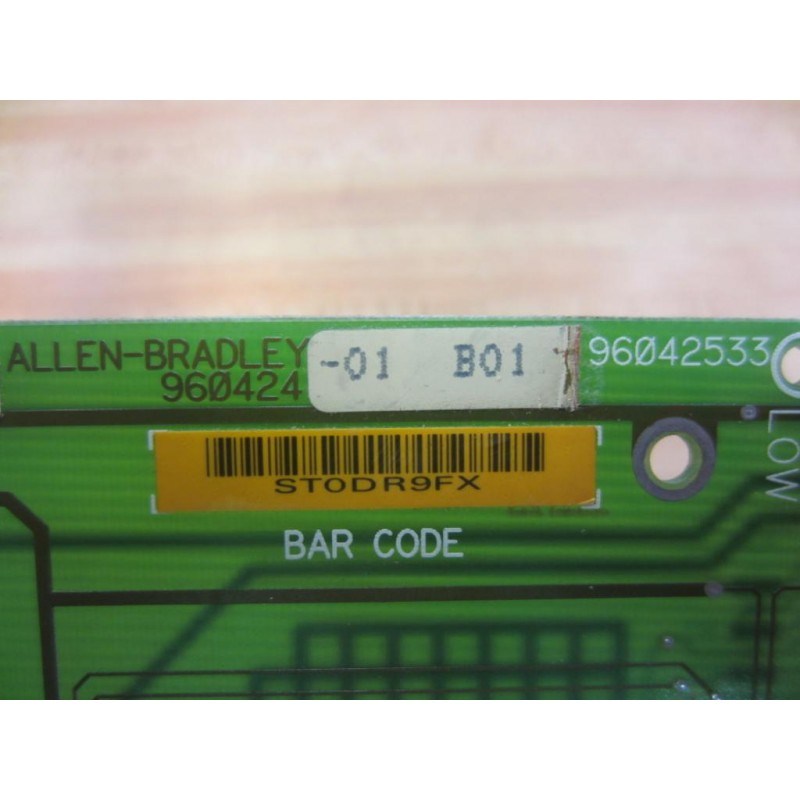 ALLEN-BRADLEY
960424 -01 B01 96042533
ST0DR9FX
BAR CODE
LOW